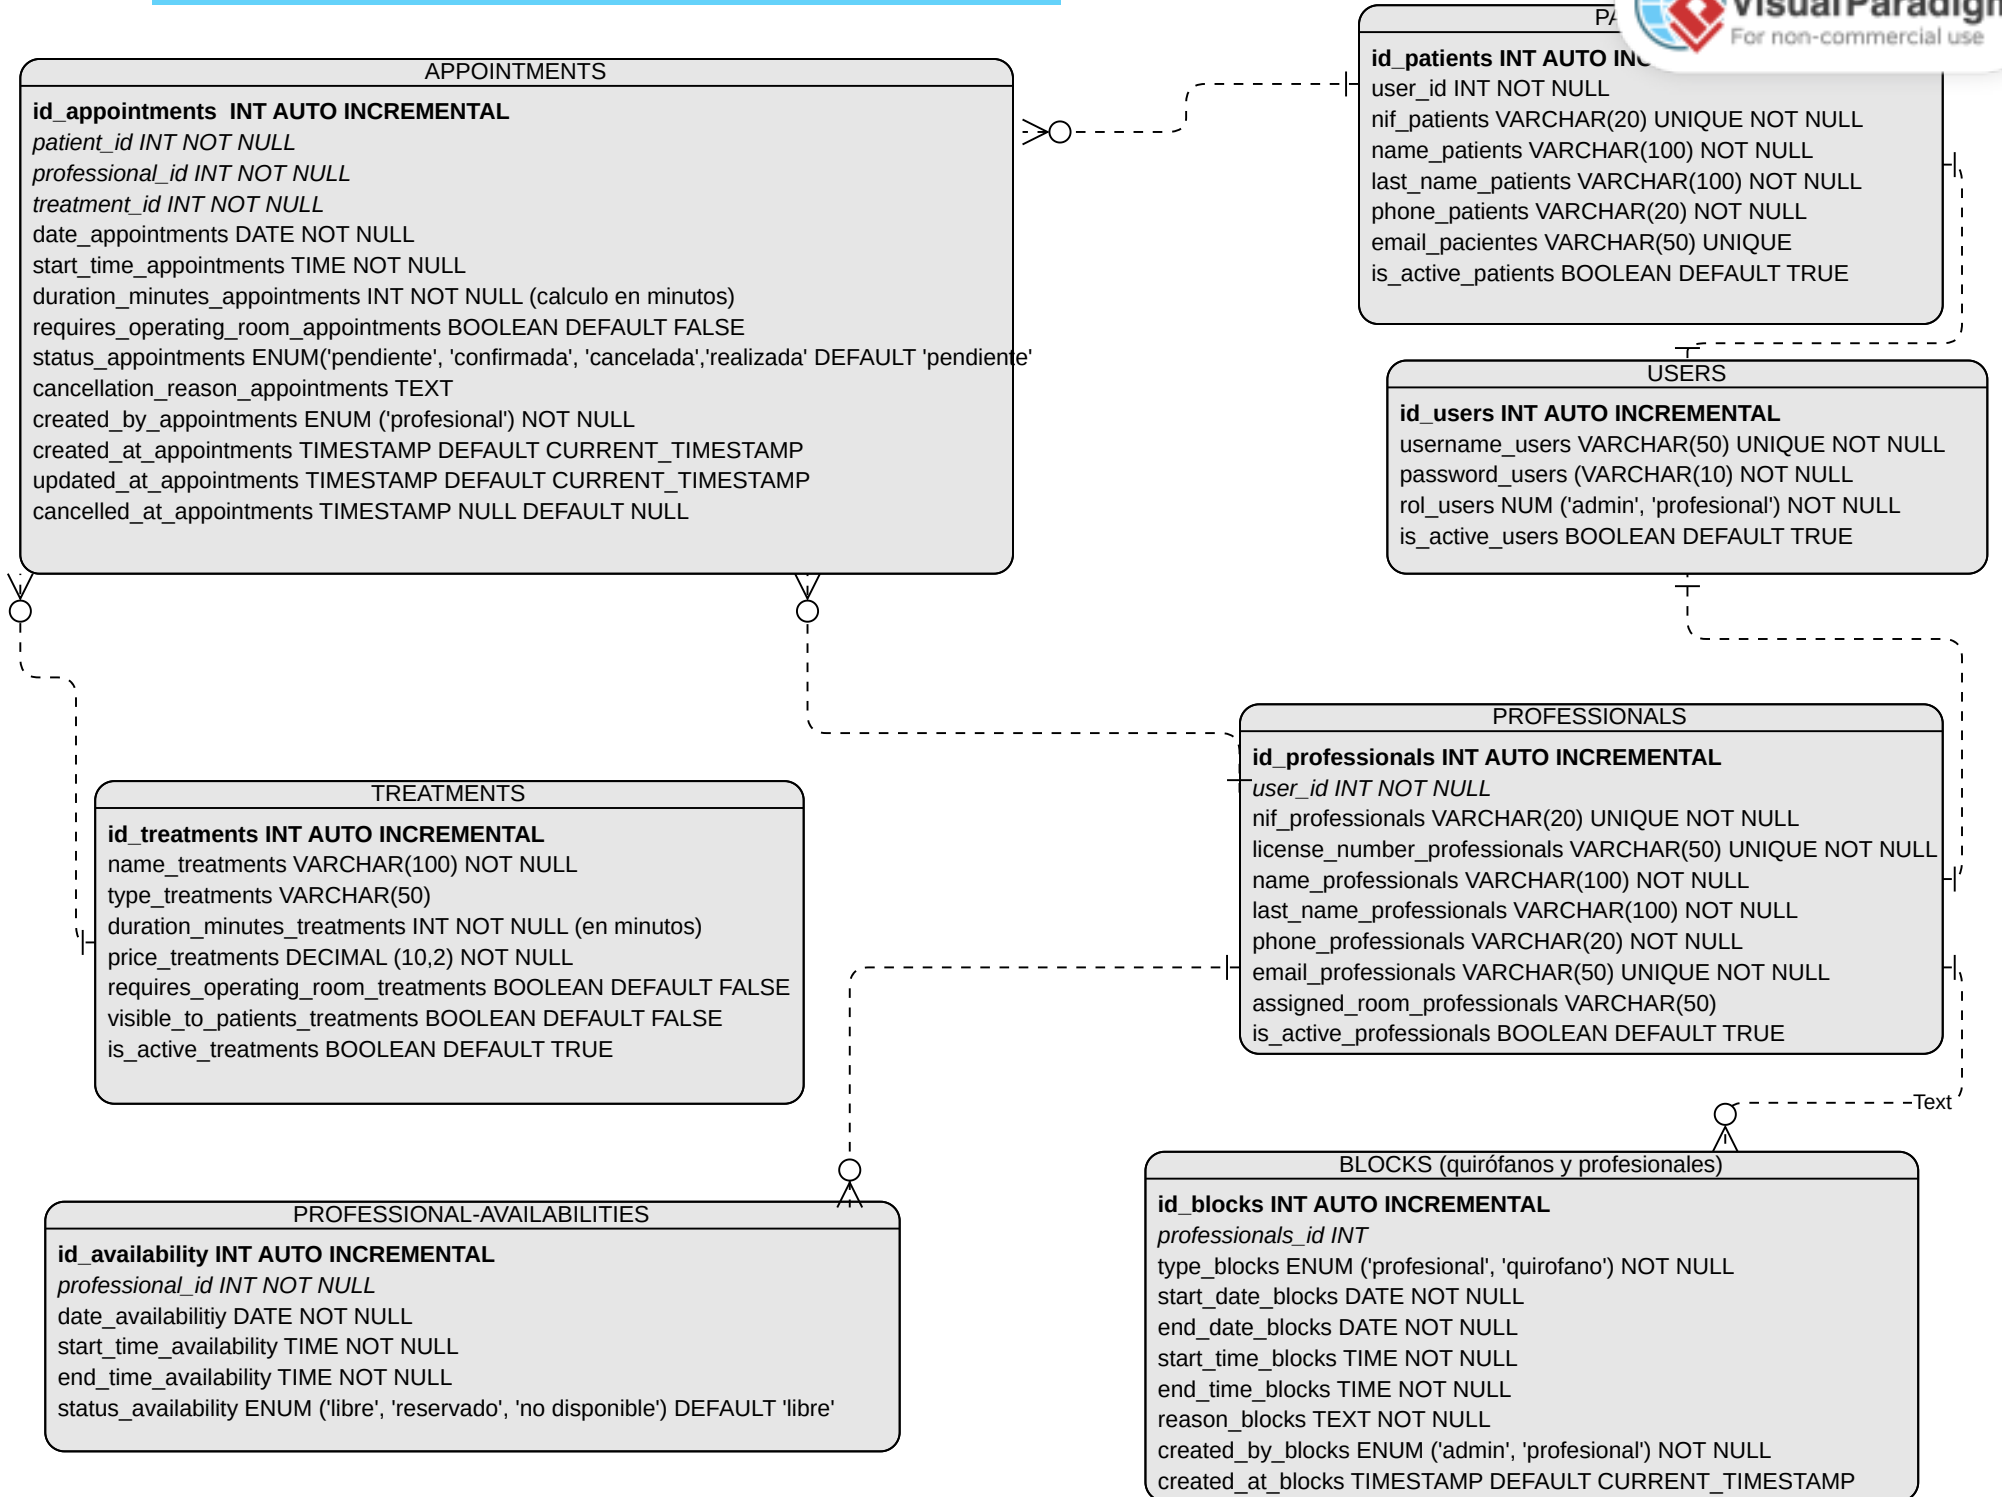 VisualParadigm
For non-commercial use
APPOINTMENTS
id_appointments  INT AUTO INCREMENTAL
patient_id INT NOT NULL
professional_id INT NOT NULL
treatment_id INT NOT NULL
date_appointments DATE NOT NULL
start_time_appointments TIME NOT NULL
duration_minutes_appointments INT NOT NULL (calculo en minutos)
requires_operating_room_appointments BOOLEAN DEFAULT FALSE
status_appointments ENUM('pendiente', 'confirmada', 'cancelada','realizada' DEFAULT 'pendiente'
cancellation_reason_appointments TEXT
created_by_appointments ENUM ('profesional') NOT NULL
created_at_appointments TIMESTAMP DEFAULT CURRENT_TIMESTAMP
updated_at_appointments TIMESTAMP DEFAULT CURRENT_TIMESTAMP
cancelled_at_appointments TIMESTAMP NULL DEFAULT NULL
id_patients INT AUTO
user_id INT NOT NULL
nif_patients VARCHAR(20) UNIQUE NOT NULL
name_patients VARCHAR(100) NOT NULL
last_name_patients VARCHAR(100) NOT NULL
phone_patients VARCHAR(20) NOT NULL
email_pacientes VARCHAR(50) UNIQUE
is_active_patients BOOLEAN DEFAULT TRUE
USERS
id_users INT AUTO INCREMENTAL
username_users VARCHAR(50) UNIQUE NOT NULL
password_users (VARCHAR(10) NOT NULL
rol_users NUM ('admin', 'profesional') NOT NULL
is_active_users BOOLEAN DEFAULT TRUE
PROFESSIONALS
id_professionals INT AUTO INCREMENTAL
user_id INT NOT NULL
nif_professionals VARCHAR(20) UNIQUE NOT NULL
license_number_professionals VARCHAR(50) UNIQUE NOT NULL
name_professionals VARCHAR(100) NOT NULL
last_name_professionals VARCHAR(100) NOT NULL
phone_professionals VARCHAR(20) NOT NULL
email_professionals VARCHAR(50) UNIQUE NOT NULL
assigned_room_professionals VARCHAR(50)
is_active_professionals BOOLEAN DEFAULT TRUE
TREATMENTS
id_treatments INT AUTO INCREMENTAL
name_treatments VARCHAR(100) NOT NULL
type_treatments VARCHAR(50)
duration_minutes_treatments INT NOT NULL (en minutos)
price_treatments DECIMAL (10,2) NOT NULL
requires_operating_room_treatments BOOLEAN DEFAULT FALSE
visible_to_patients_treatments BOOLEAN DEFAULT FALSE
is_active_treatments BOOLEAN DEFAULT TRUE
Text
PROFESSIONAL-AVAILABILITIES
id_availability INT AUTO INCREMENTAL
professional_id INT NOT NULL
date_availabilitiy DATE NOT NULL
start_time_availability TIME NOT NULL
end_time_availability TIME NOT NULL
status_availability ENUM ('libre', 'reservado', 'no disponible') DEFAULT 'libre'
BLOCKS (quirófanos y profesionales)
id_blocks INT AUTO INCREMENTAL
professionals_id INT
type_blocks ENUM ('profesional', 'quirofano') NOT NULL
start_date_blocks DATE NOT NULL
end_date_blocks DATE NOT NULL
start_time_blocks TIME NOT NULL
end_time_blocks TIME NOT NULL
reason_blocks TEXT NOT NULL
created_by_blocks ENUM ('admin', 'profesional') NOT NULL
created_at_blocks TIMESTAMP DEFAULT CURRENT_TIMESTAMP